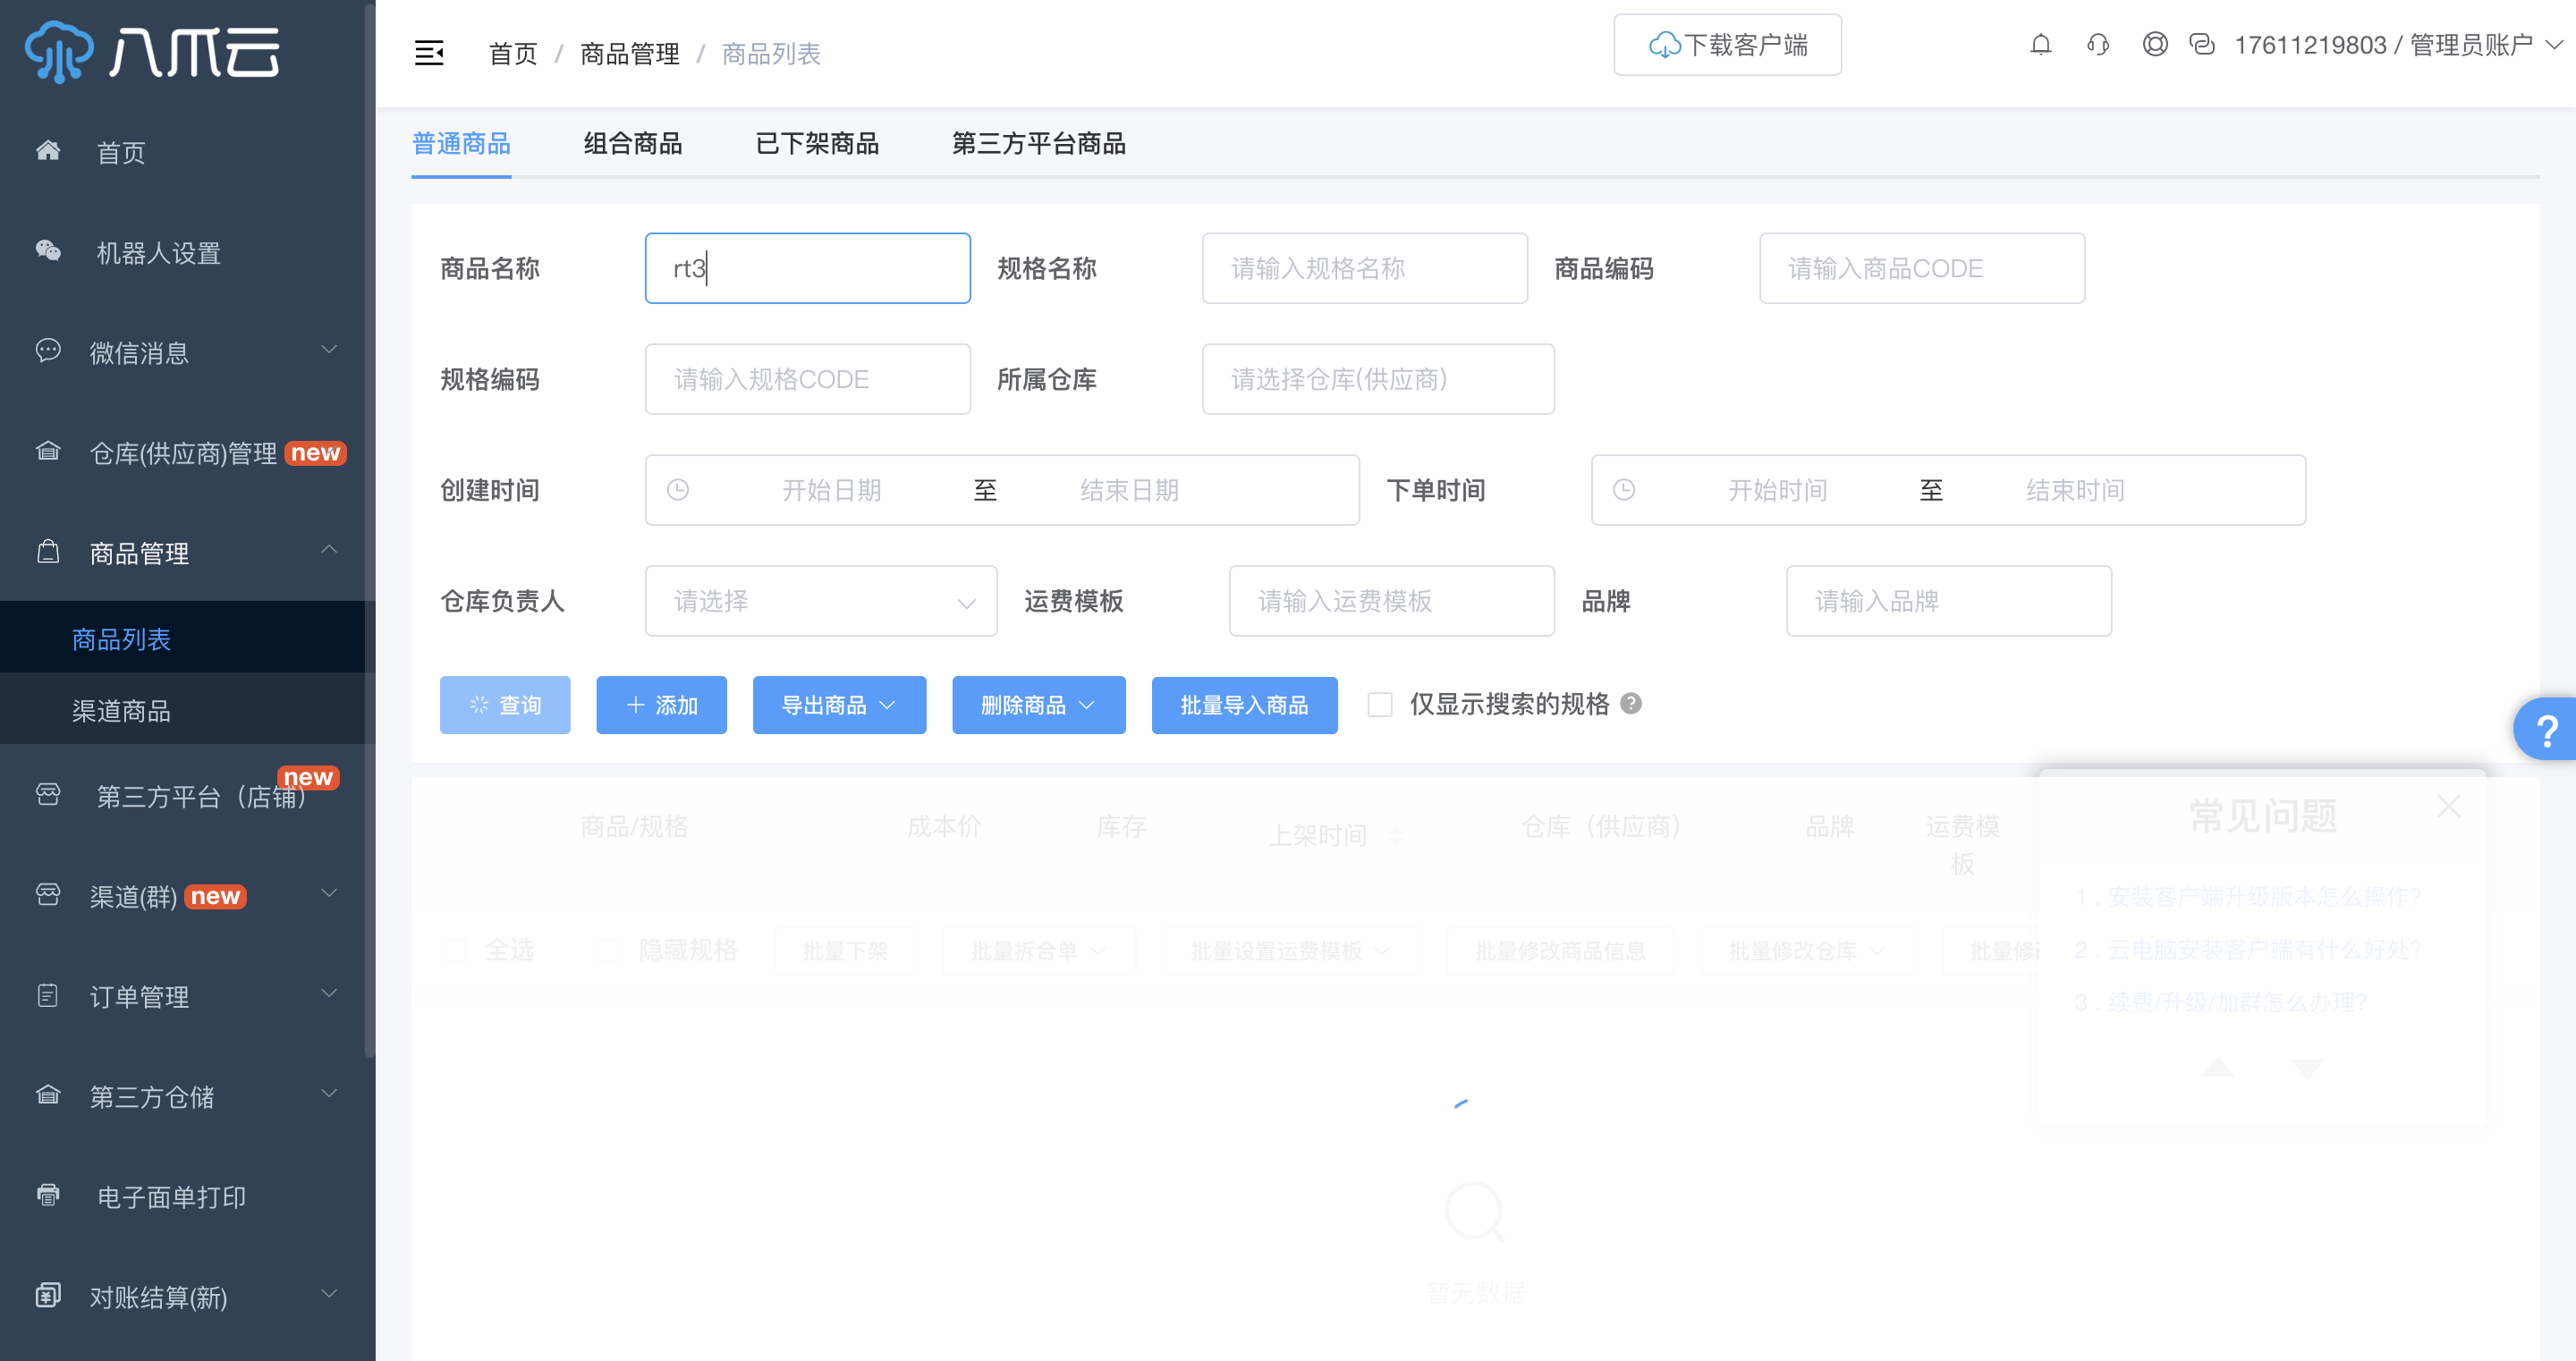 八爪云
首页
机器人设置
微信消息
仓库(供应商)管理 new
商品管理
商品列表
渠道商品
第三方平台（店铺） new
渠道(群) new
订单管理
第三方仓储
电子面单打印
对账结算(新)
首页 / 商品管理 / 商品列表
下载客户端
17611219803 / 管理员账户
普通商品 组合商品 已下架商品 第三方平台商品
商品名称 rt3 规格名称 请输入规格名称 商品编码 请输入商品CODE
规格编码 请输入规格CODE 所属仓库 请选择仓库(供应商)
创建时间 开始日期 至 结束日期 下单时间 开始时间 至 结束时间
仓库负责人 请选择 运费模板 请输入运费模板 品牌 请输入品牌
查询 添加 导出商品 删除商品 批量导入商品 仅显示搜索的规格 ?
?
商品/规格 成本价 库存 上架时间 仓库（供应商） 品牌 运费模
板
全选 隐藏规格 批量下架 批量拆合单 批量设置运费模板 批量修改商品信息 批量修改仓库 批量修
常见问题
1 . 安装客户端升级版本怎么操作?
2 . 云电脑安装客户端有什么好处?
3 . 续费/升级/加群怎么办理?
暂无数据